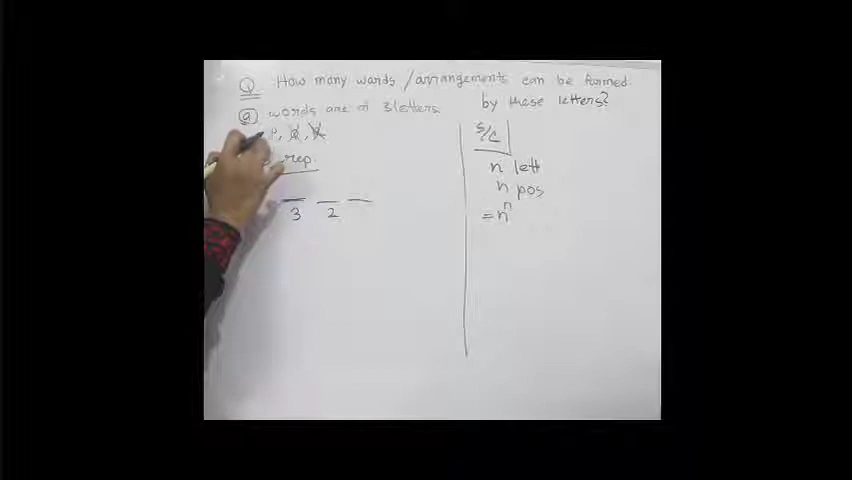 Q How many words / arrangements can be formed
by these letters?
(a) words are of 3 letters.
P, Q, R
rep.
3 2
S/C
n lett
n pos
= nⁿ